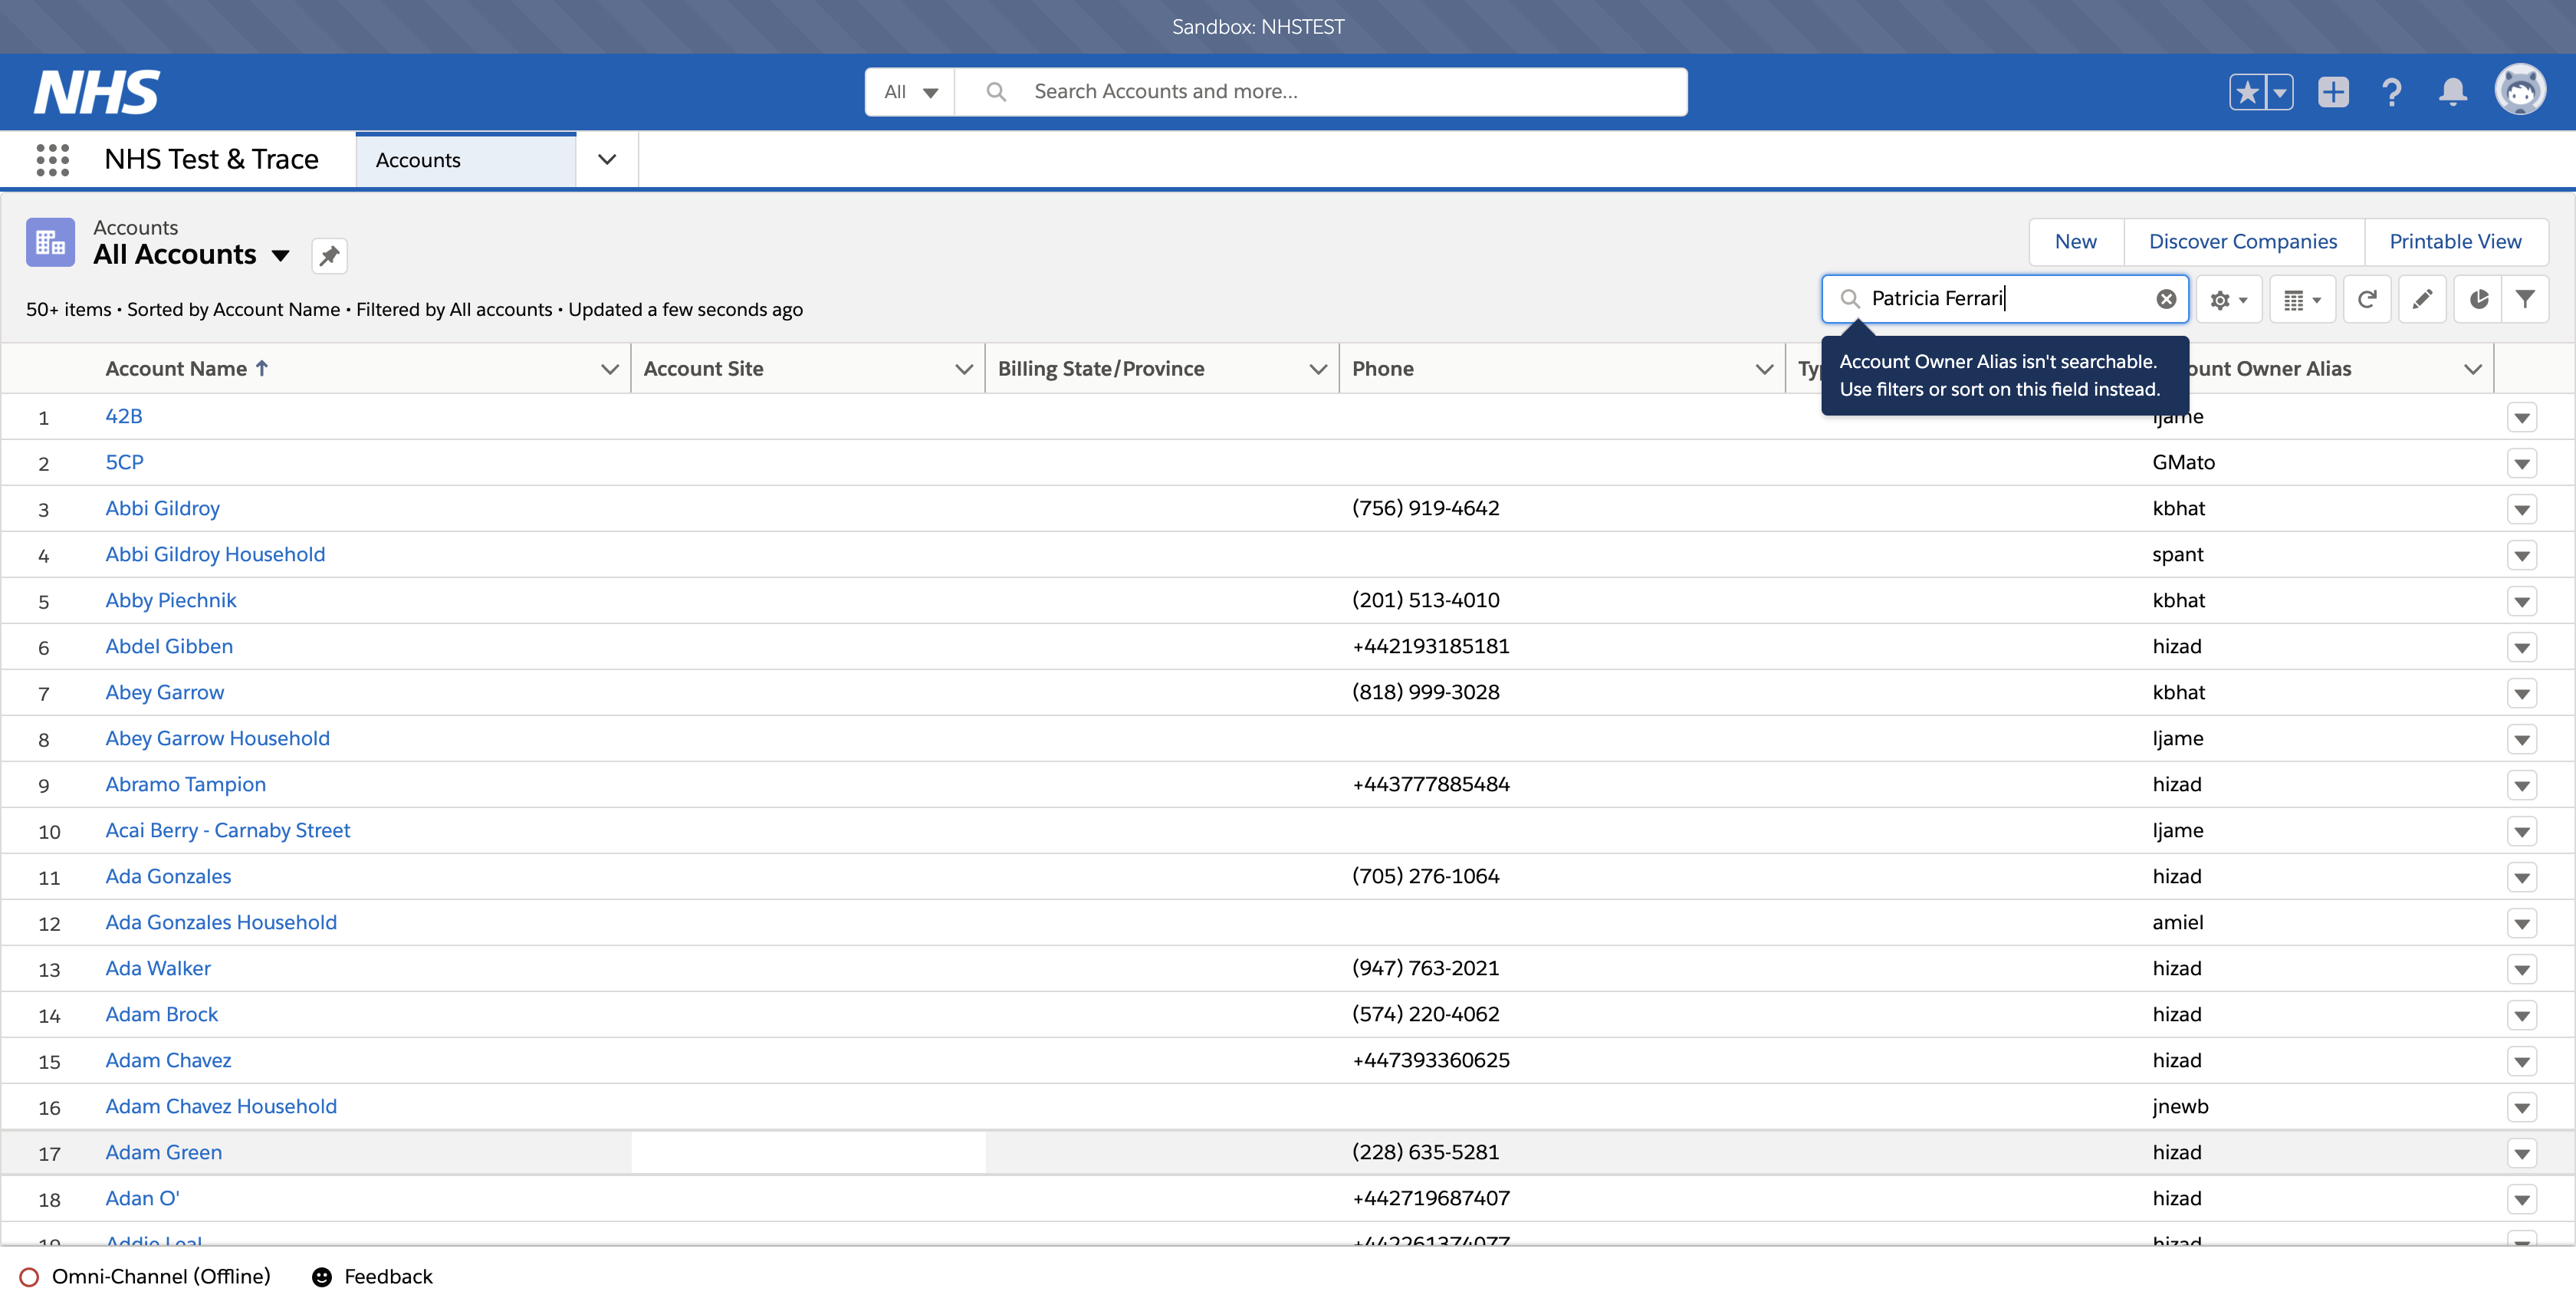 Sandbox: NHSTEST
NHS
All
Search Accounts and more...
NHS Test & Trace
Accounts
Accounts
All Accounts
New
Discover Companies
Printable View
50+ items • Sorted by Account Name • Filtered by All accounts • Updated a few seconds ago
Patricia Ferrari
Account Owner Alias isn't searchable.
Use filters or sort on this field instead.
Account Name Account Site Billing State/Province Phone Ty ount Owner Alias
1 42B ljame
2 5CP GMato
3 Abbi Gildroy (756) 919-4642 kbhat
4 Abbi Gildroy Household spant
5 Abby Piechnik (201) 513-4010 kbhat
6 Abdel Gibben +442193185181 hizad
7 Abey Garrow (818) 999-3028 kbhat
8 Abey Garrow Household ljame
9 Abramo Tampion +443777885484 hizad
10 Acai Berry - Carnaby Street ljame
11 Ada Gonzales (705) 276-1064 hizad
12 Ada Gonzales Household amiel
13 Ada Walker (947) 763-2021 hizad
14 Adam Brock (574) 220-4062 hizad
15 Adam Chavez +447393360625 hizad
16 Adam Chavez Household jnewb
17 Adam Green (228) 635-5281 hizad
18 Adan O' +442719687407 hizad
19 Addie Leal +442261374077 hizad
Omni-Channel (Offline)
Feedback